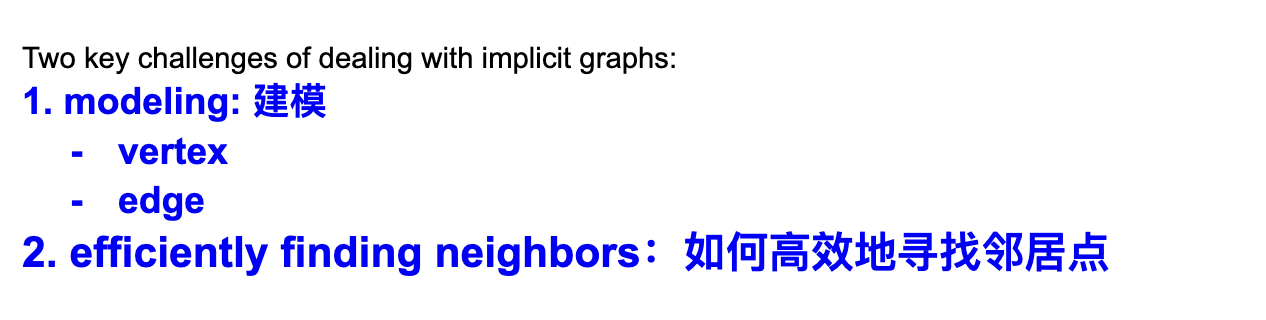 Two key challenges of dealing with implicit graphs:
1. modeling: 建模
- vertex
- edge
2. efficiently finding neighbors：如何高效地寻找邻居点